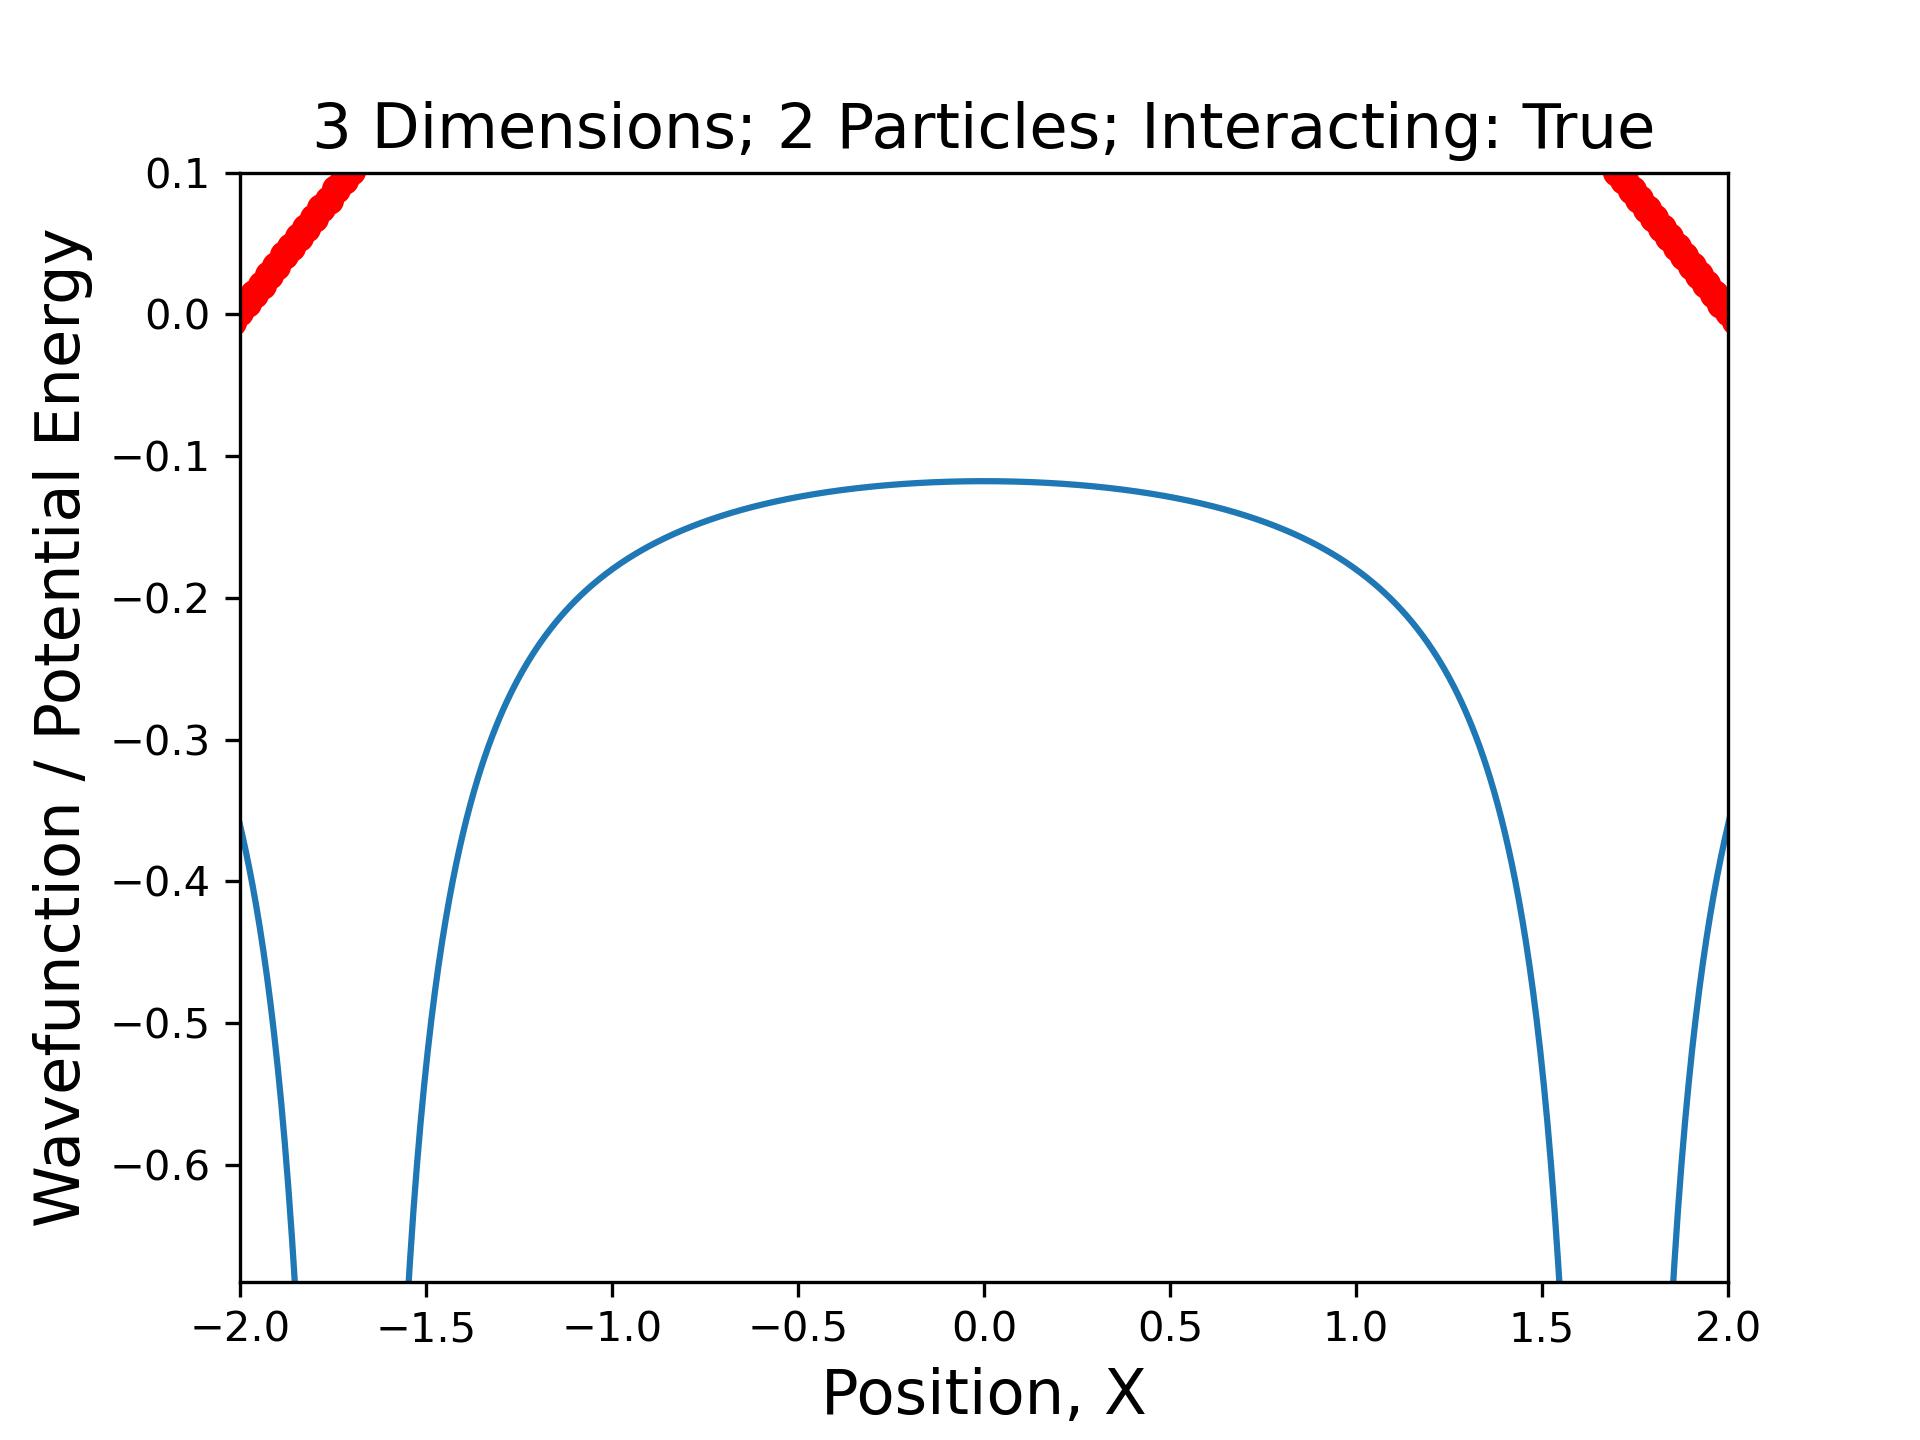 3 Dimensions; 2 Particles; Interacting: True
Wavefunction / Potential Energy
0.1
0.0
−0.1
−0.2
−0.3
−0.4
−0.5
−0.6
−2.0 −1.5 −1.0 −0.5 0.0 0.5 1.0 1.5 2.0
Position, X